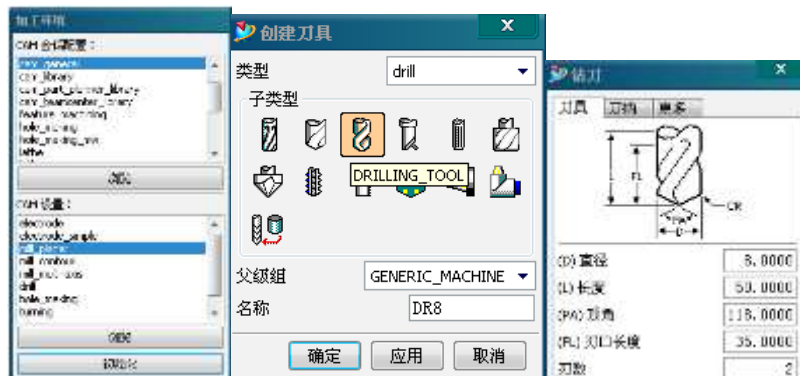 加工环境
CAM 会话配置：
cam_general
cam_library
cam_part_planner_library
cam_teamcenter_library
feature_machining
hole_making
hole_making_mw
lathe
浏览
CAM 设置：
electrode
electrode_simple
mill_planar
mill_contour
mill_multi-axis
drill
hole_making
turning
浏览
初始化
创建刀具
类型
drill
子类型
DRILLING_TOOL
父级组
GENERIC_MACHINE
名称
DR8
确定 应用 取消
钻刀
刀具 刀柄 更多
FL
CR
PA
D
(D) 直径 8.0000
(L) 长度 50.0000
(PA) 顶角 118.0000
(FL) 刃口长度 35.0000
刃数 2